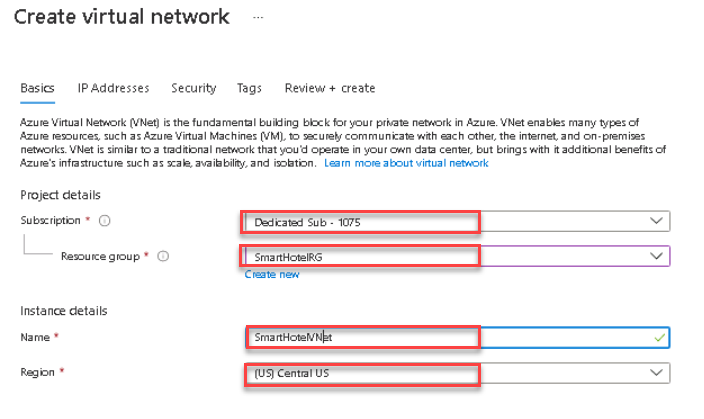 Create virtual network ...
Basics IP Addresses Security Tags Review + create
Azure Virtual Network (VNet) is the fundamental building block for your private network in Azure. VNet enables many types of
Azure resources, such as Azure Virtual Machines (VM), to securely communicate with each other, the internet, and on-premises
networks. VNet is similar to a traditional network that you'd operate in your own data center, but brings with it additional benefits of
Azure's infrastructure such as scale, availability, and isolation. Learn more about virtual network
Project details
Subscription * Dedicated Sub - 1075
Resource group * SmartHotelRG
Create new
Instance details
Name * SmartHotelVNet
Region * (US) Central US